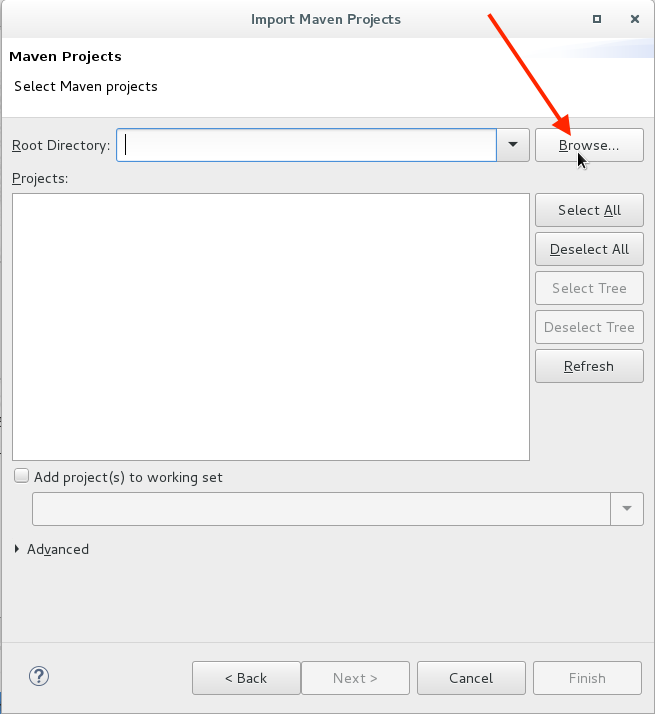 Import Maven Projects
Maven Projects
Select Maven projects
Root Directory:
Browse...
Projects:
Select All
Deselect All
Select Tree
Deselect Tree
Refresh
Add project(s) to working set
Advanced
?
< Back
Next >
Cancel
Finish